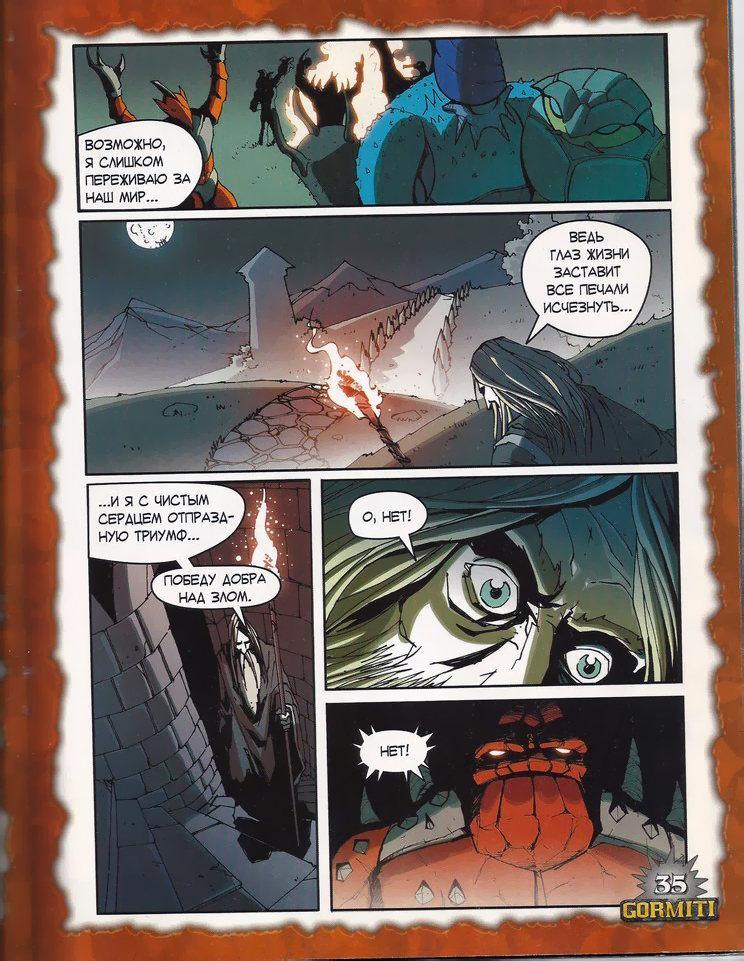 ВОЗМОЖНО,
Я СЛИШКОМ
ПЕРЕЖИВАЮ ЗА
НАШ МИР...
ВЕДЬ
ГЛАЗ ЖИЗНИ
ЗАСТАВИТ
ВСЕ ПЕЧАЛИ
ИСЧЕЗНУТЬ...
...И Я С ЧИСТЫМ
СЕРДЦЕМ ОТПРАЗД-
НУЮ ТРИУМФ...
ПОБЕДУ ДОБРА
НАД ЗЛОМ.
О, НЕТ!
НЕТ!
35
GORMITI